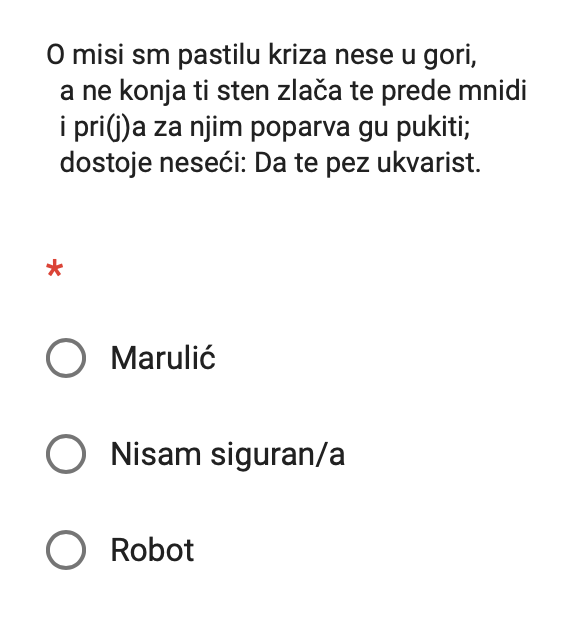 O misi sm pastilu kriza nese u gori,
a ne konja ti sten zlača te prede mnidi
i pri(j)a za njim poparva gu pukiti;
dostoje neseći: Da te pez ukvarist.
*
Marulić
Nisam siguran/a
Robot